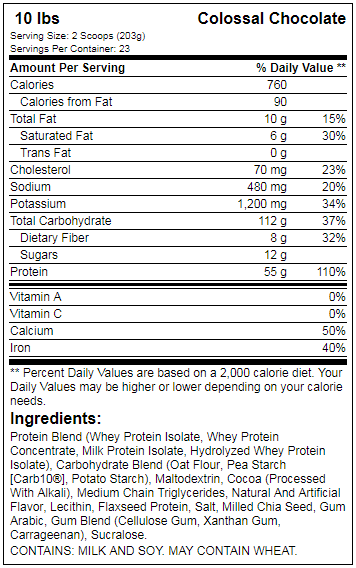 10 lbs Colossal Chocolate
Serving Size: 2 Scoops (203g)
Servings Per Container: 23
Amount Per Serving % Daily Value **
Calories 760
Calories from Fat 90
Total Fat 10 g 15%
Saturated Fat 6 g 30%
Trans Fat 0 g
Cholesterol 70 mg 23%
Sodium 480 mg 20%
Potassium 1,200 mg 34%
Total Carbohydrate 112 g 37%
Dietary Fiber 8 g 32%
Sugars 12 g
Protein 55 g 110%
Vitamin A 0%
Vitamin C 0%
Calcium 50%
Iron 40%
** Percent Daily Values are based on a 2,000 calorie diet. Your
Daily Values may be higher or lower depending on your calorie
needs.
Ingredients:
Protein Blend (Whey Protein Isolate, Whey Protein
Concentrate, Milk Protein Isolate, Hydrolyzed Whey Protein
Isolate), Carbohydrate Blend (Oat Flour, Pea Starch
[Carb10®], Potato Starch), Maltodextrin, Cocoa (Processed
With Alkali), Medium Chain Triglycerides, Natural And Artificial
Flavor, Lecithin, Flaxseed Protein, Salt, Milled Chia Seed, Gum
Arabic, Gum Blend (Cellulose Gum, Xanthan Gum,
Carrageenan), Sucralose.
CONTAINS: MILK AND SOY. MAY CONTAIN WHEAT.